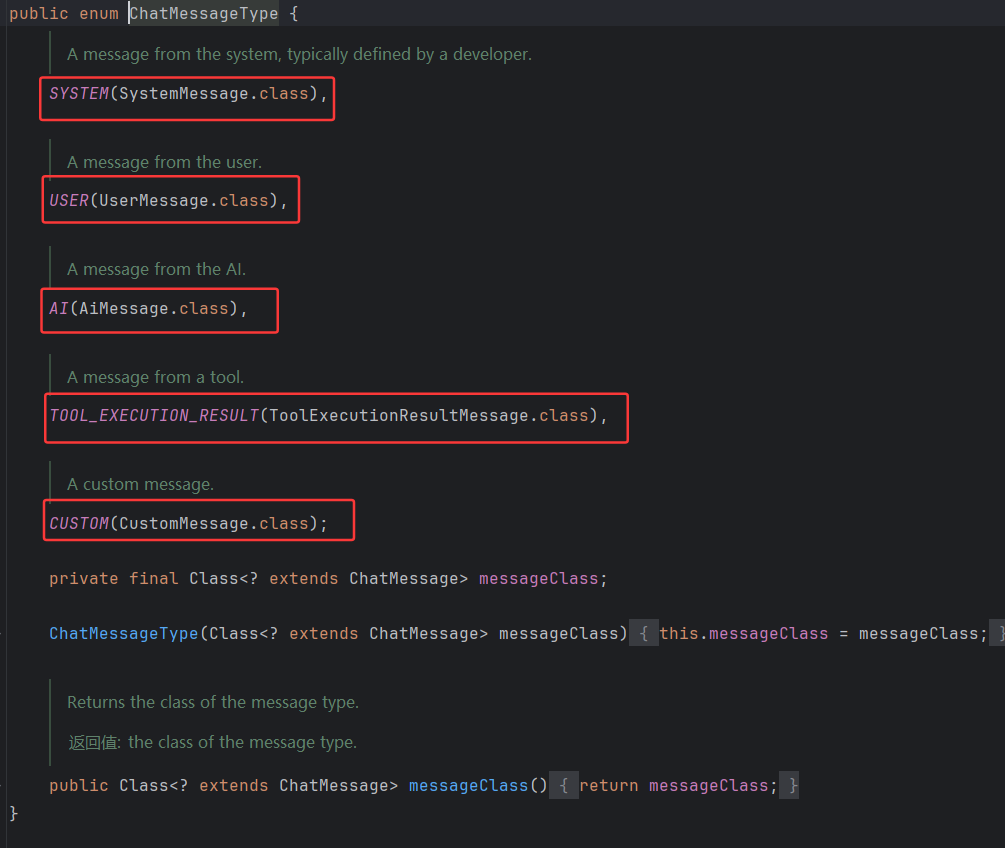 public enum ChatMessageType {
A message from the system, typically defined by a developer.
SYSTEM(SystemMessage.class),
A message from the user.
USER(UserMessage.class),
A message from the AI.
AI(AiMessage.class),
A message from a tool.
TOOL_EXECUTION_RESULT(ToolExecutionResultMessage.class),
A custom message.
CUSTOM(CustomMessage.class);
private final Class<? extends ChatMessage> messageClass;
ChatMessageType(Class<? extends ChatMessage> messageClass) { this.messageClass = messageClass; }
Returns the class of the message type.
返回值: the class of the message type.
public Class<? extends ChatMessage> messageClass() { return messageClass; }
}